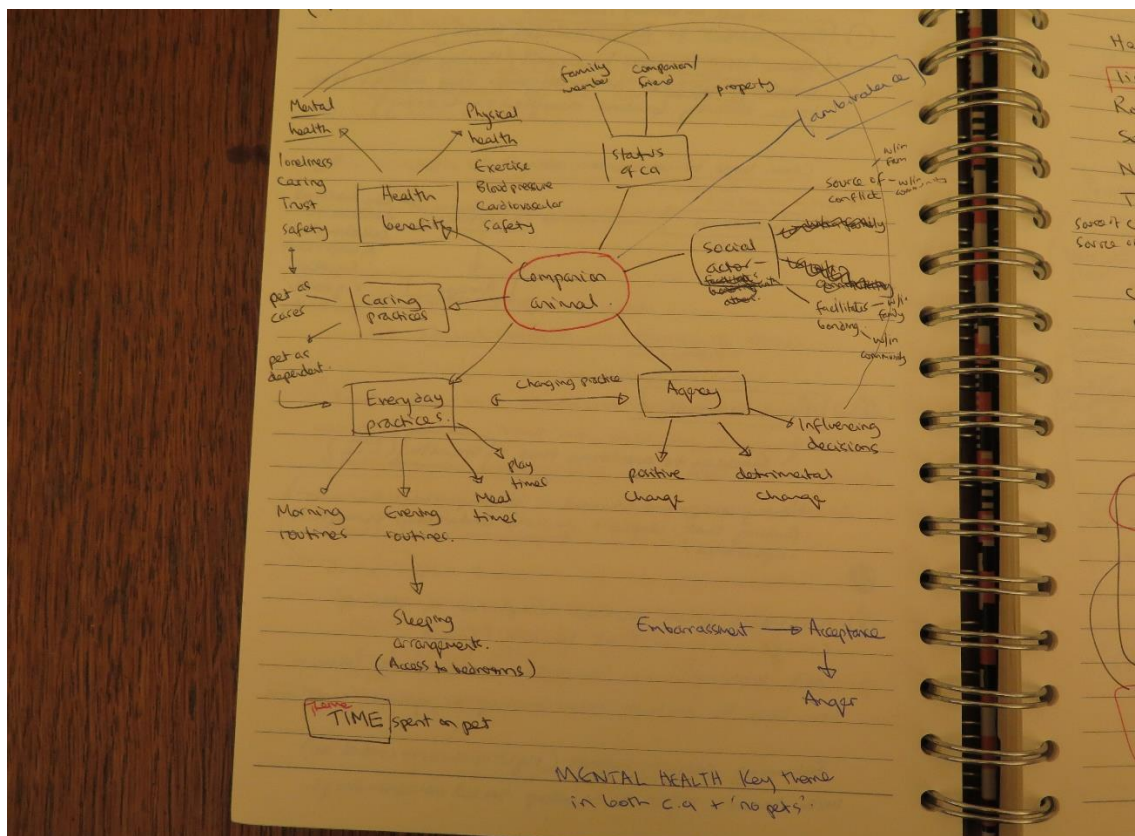 family
member
companion/
friend
property
ambivalence
Mental
health
loneliness
Caring
Trust
safety
Physical
health
Exercise
Blood pressure
Cardiovascular
safety
Health
benefits
Status
of ca
Social
actor –
source of
conflict
w/in
fam
w/in
community
facilitates
bonding
w/in
family
w/in
community
Companion
animal.
Caring
practices
pet as
carer
pet as
dependent.
Everyday
practices.
Changing practice
Agency
Influencing
decisions
positive
change
detrimental
change
play
times
Meal
times
Morning
routines
Evening
routines.
Sleeping
arrangements.
(Access to bedrooms)
Embarrassment → Acceptance
Anger
Theme
TIME spent on pet
MENTAL HEALTH Key theme
in both c.a + 'no pets'.